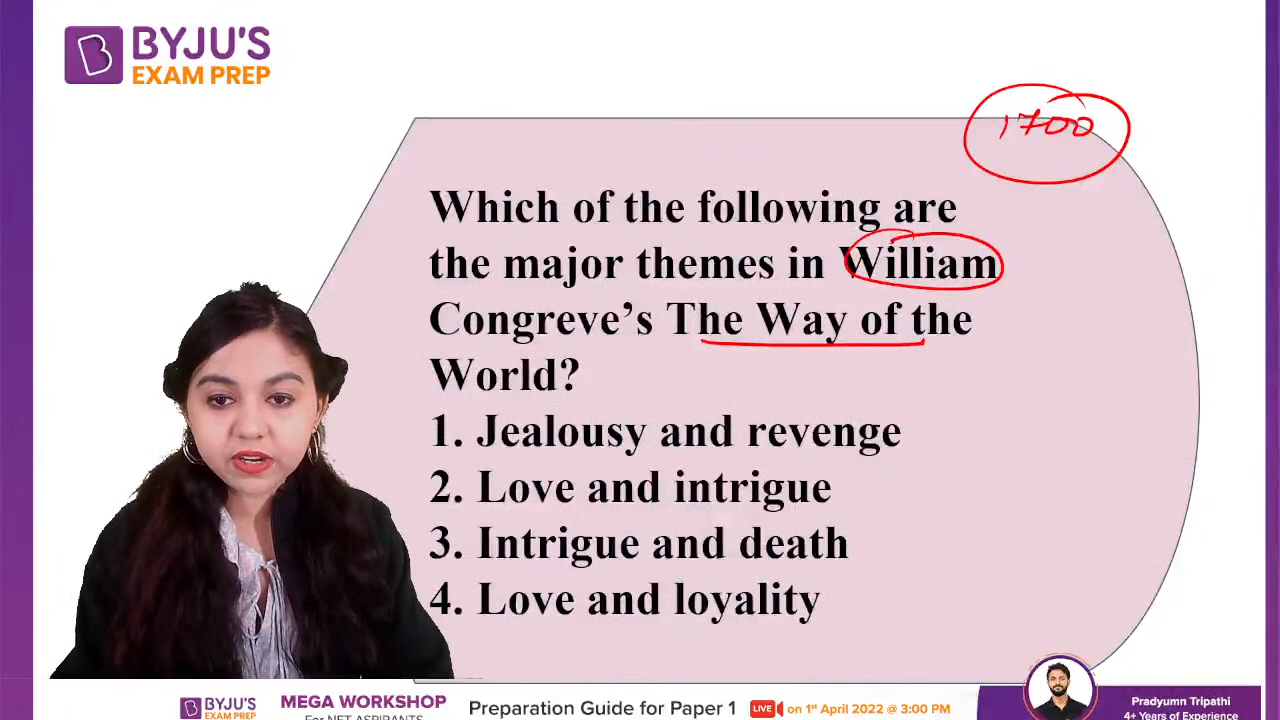 BYJU'S
EXAM PREP
1700
Which of the following are
the major themes in William
Congreve’s The Way of the
World?
1. Jealousy and revenge
2. Love and intrigue
3. Intrigue and death
4. Love and loyality
BYJU'S
EXAM PREP
MEGA WORKSHOP
For NET ASPIRANTS
Preparation Guide for Paper 1
LIVE
on 1st April 2022 @ 3:00 PM
Pradyumn Tripathi
4+ Years of Experience